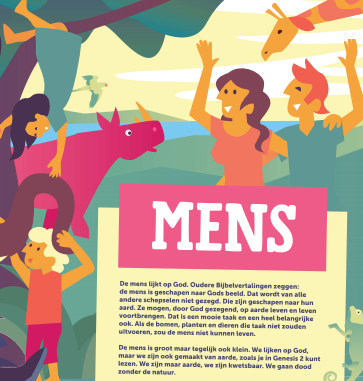 MENS
De mens lijkt op God. Oudere Bijbelvertalingen zeggen:
de mens is geschapen naar Gods beeld. Dat wordt van alle
andere schepselen niet gezegd. Die zijn geschapen naar hun
aard. Ze mogen, door God gezegend, op aarde leven en leven
voortbrengen. Dat is een mooie taak en een heel belangrijke
ook. Als de bomen, planten en dieren die taak niet zouden
uitvoeren, zou de mens niet kunnen leven.
De mens is groot maar tegelijk ook klein. We lijken op God,
maar we zijn ook gemaakt van aarde, zoals je in Genesis 2 kunt
lezen. We zijn maar aarde, we zijn kwetsbaar. We gaan dood
zonder de natuur.